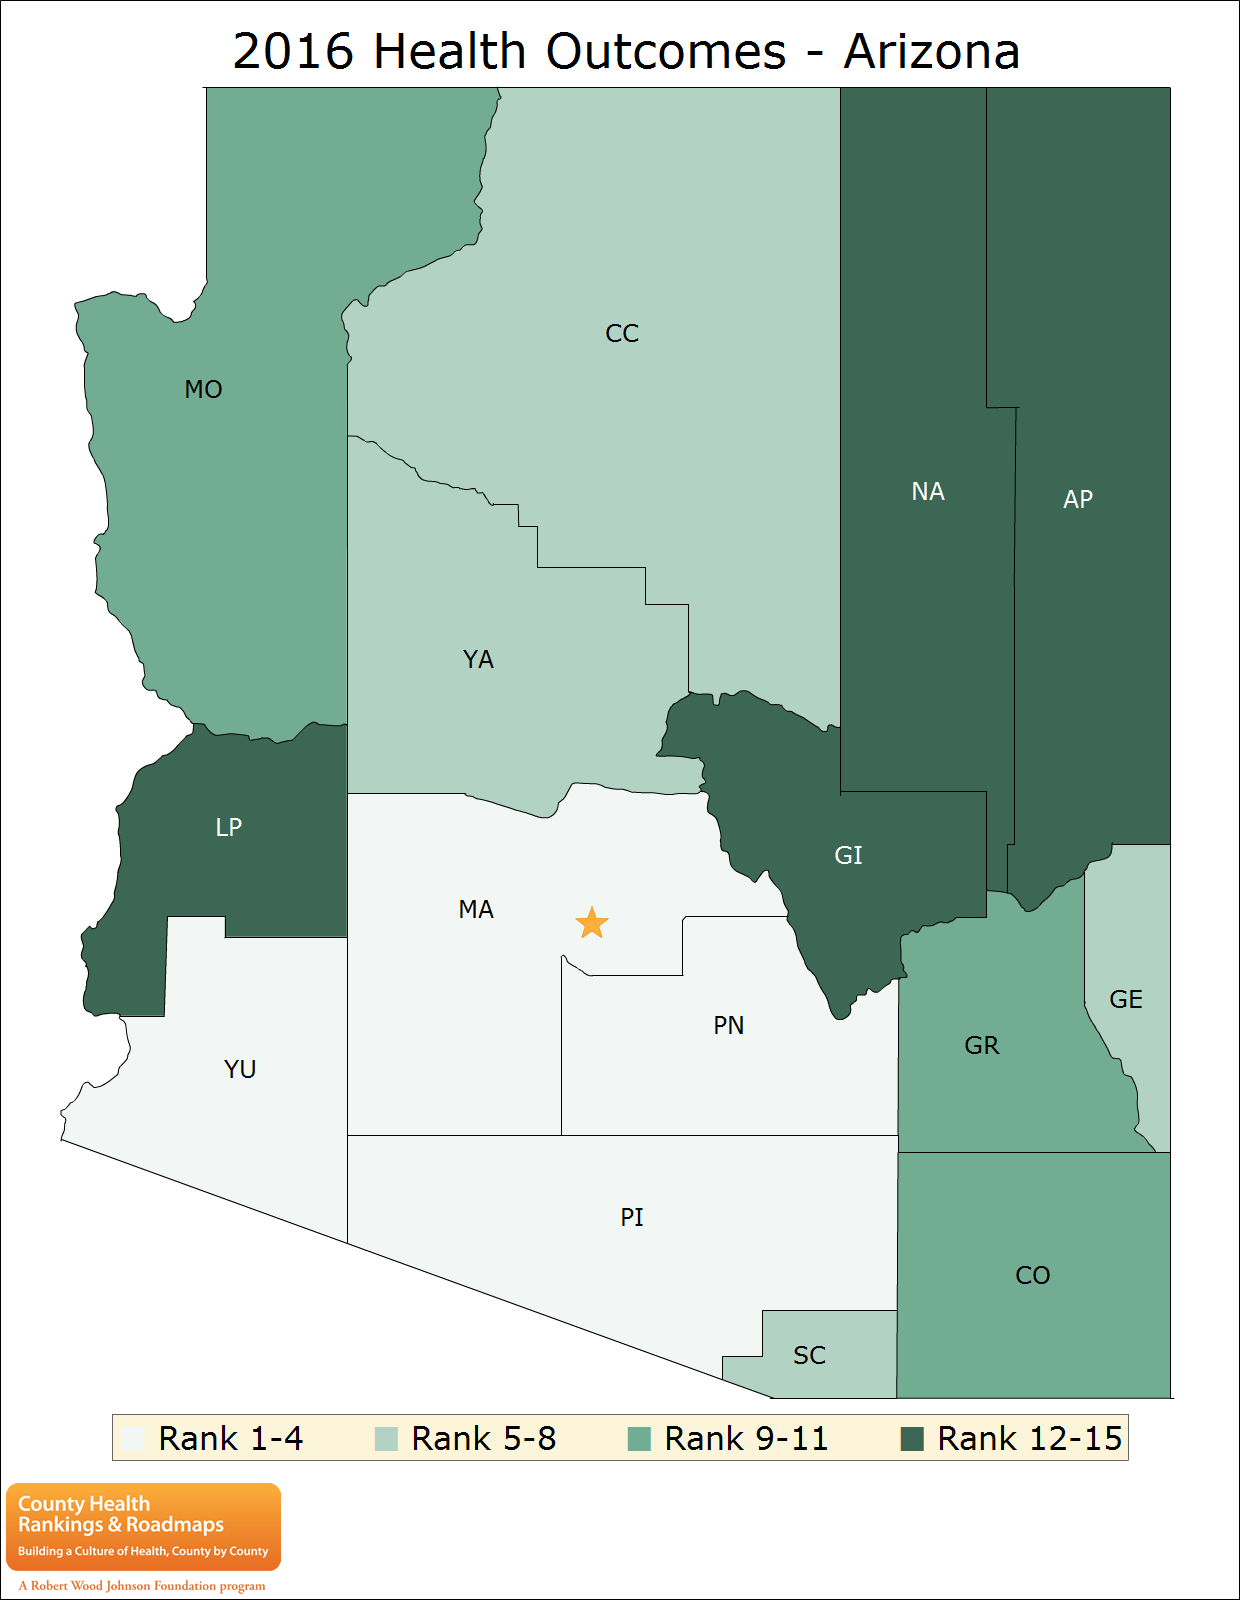 2016 Health Outcomes - Arizona
CC
MO
NA
AP
YA
LP
GI
MA
GE
PN
GR
YU
PI
CO
SC
Rank 1-4 Rank 5-8 Rank 9-11 Rank 12-15
County Health
Rankings & Roadmaps
Building a Culture of Health, County by County
A Robert Wood Johnson Foundation program